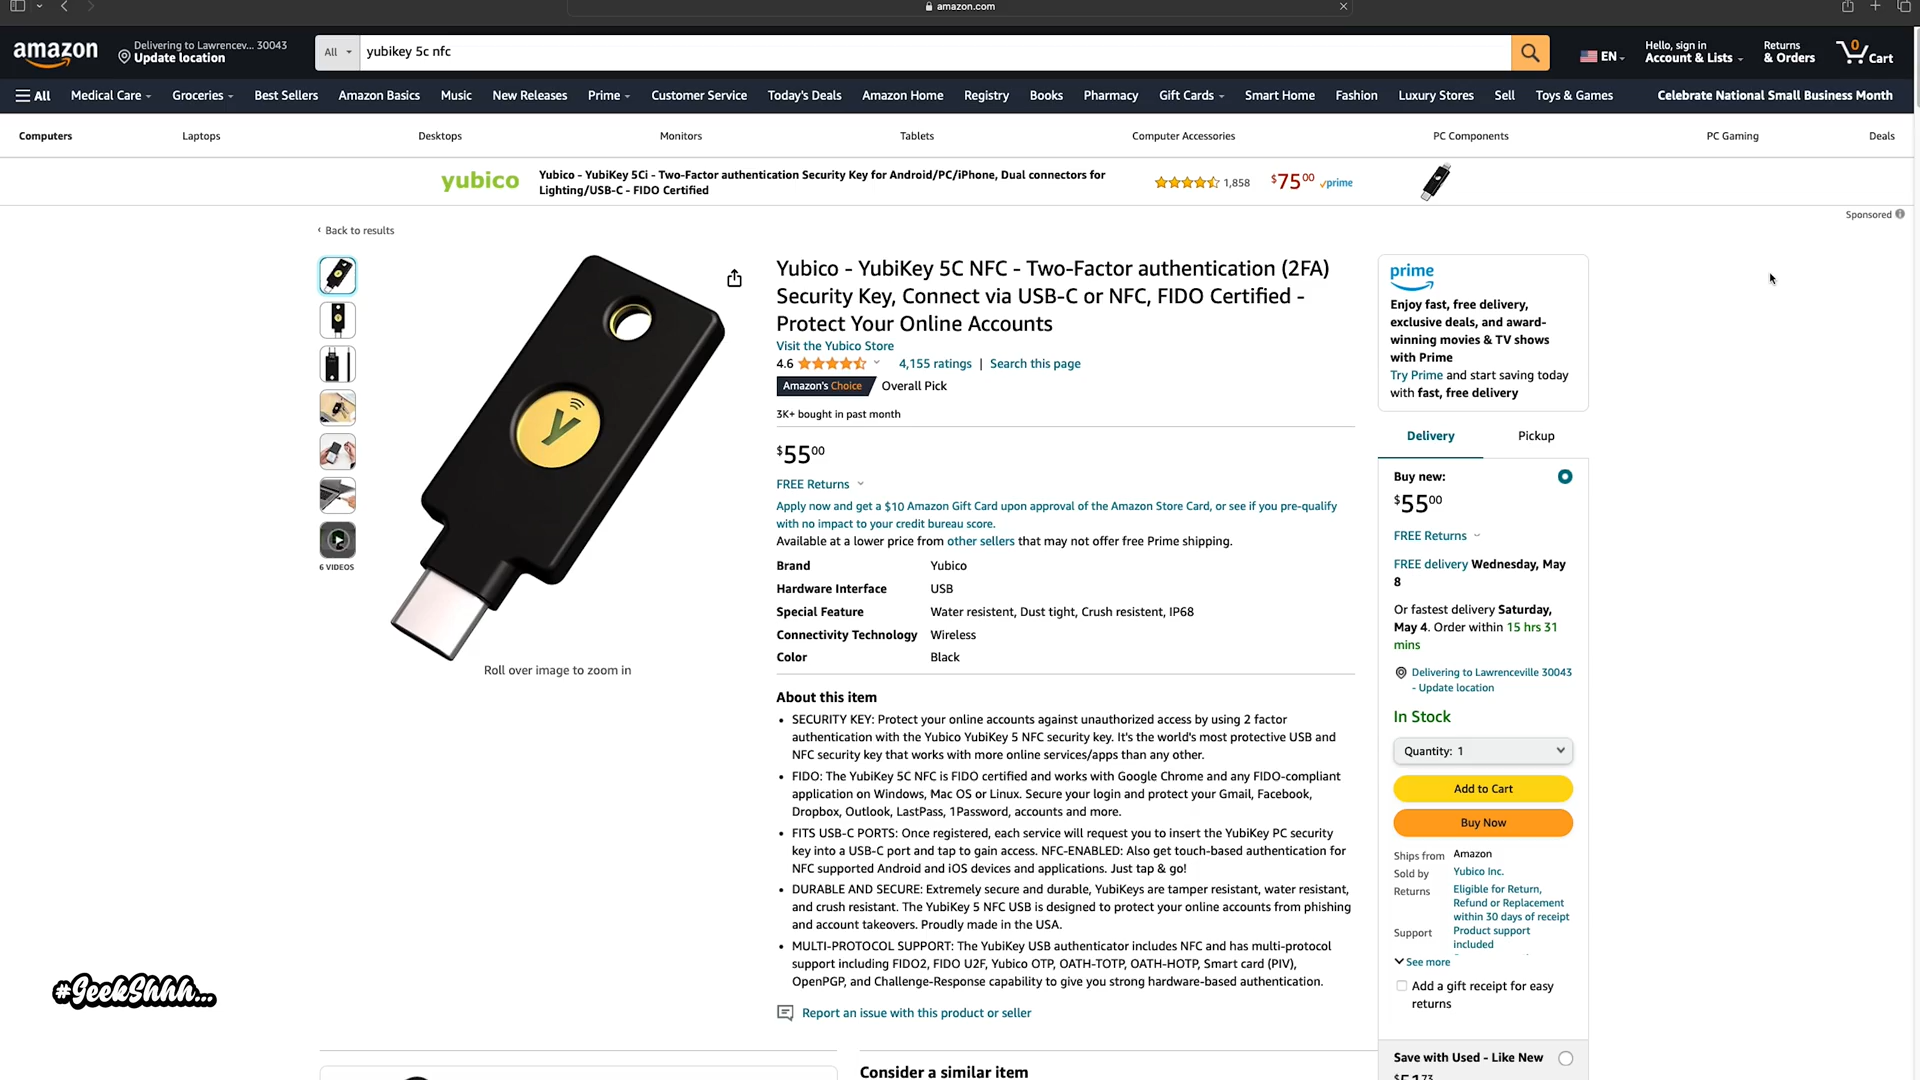 amazon.com
amazon
Delivering to Lawrencev... 30043
Update location
All
yubikey 5c nfc
EN
Hello, sign in
Account & Lists
Returns
& Orders
0
Cart
All
Medical Care
Groceries
Best Sellers
Amazon Basics
Music
New Releases
Prime
Customer Service
Today's Deals
Amazon Home
Registry
Books
Pharmacy
Gift Cards
Smart Home
Fashion
Luxury Stores
Sell
Toys & Games
Celebrate National Small Business Month
Computers
Laptops
Desktops
Monitors
Tablets
Computer Accessories
PC Components
PC Gaming
Deals
yubico
Yubico - YubiKey 5Ci - Two-Factor authentication Security Key for Android/PC/iPhone, Dual connectors for
Lighting/USB-C - FIDO Certified
1,858
$7500
prime
Sponsored
‹ Back to results
y
6 VIDEOS
Roll over image to zoom in
Yubico - YubiKey 5C NFC - Two-Factor authentication (2FA)
Security Key, Connect via USB-C or NFC, FIDO Certified -
Protect Your Online Accounts
Visit the Yubico Store
4.6
4,155 ratings | Search this page
Amazon's Choice
Overall Pick
3K+ bought in past month
$5500
FREE Returns
Apply now and get a $10 Amazon Gift Card upon approval of the Amazon Store Card, or see if you pre-qualify
with no impact to your credit bureau score.
Available at a lower price from other sellers that may not offer free Prime shipping.
Brand Yubico
Hardware Interface USB
Special Feature Water resistent, Dust tight, Crush resistent, IP68
Connectivity Technology Wireless
Color Black
About this item
• SECURITY KEY: Protect your online accounts against unauthorized access by using 2 factor
authentication with the Yubico YubiKey 5 NFC security key. It's the world's most protective USB and
NFC security key that works with more online services/apps than any other.
• FIDO: The YubiKey 5C NFC is FIDO certified and works with Google Chrome and any FIDO-compliant
application on Windows, Mac OS or Linux. Secure your login and protect your Gmail, Facebook,
Dropbox, Outlook, LastPass, 1Password, accounts and more.
• FITS USB-C PORTS: Once registered, each service will request you to insert the YubiKey PC security
key into a USB-C port and tap to gain access. NFC-ENABLED: Also get touch-based authentication for
NFC supported Android and iOS devices and applications. Just tap & go!
• DURABLE AND SECURE: Extremely secure and durable, YubiKeys are tamper resistant, water resistant,
and crush resistant. The YubiKey 5 NFC USB is designed to protect your online accounts from phishing
and account takeovers. Proudly made in the USA.
• MULTI-PROTOCOL SUPPORT: The YubiKey USB authenticator includes NFC and has multi-protocol
support including FIDO2, FIDO U2F, Yubico OTP, OATH-TOTP, OATH-HOTP, Smart card (PIV),
OpenPGP, and Challenge-Response capability to give you strong hardware-based authentication.
Report an issue with this product or seller
Consider a similar item
prime
Enjoy fast, free delivery,
exclusive deals, and award-
winning movies & TV shows
with Prime
Try Prime and start saving today
with fast, free delivery
Delivery
Pickup
Buy new:
$5500
FREE Returns
FREE delivery Wednesday, May
8
Or fastest delivery Saturday,
May 4. Order within 15 hrs 31
mins
Delivering to Lawrenceville 30043
- Update location
In Stock
Quantity: 1
Add to Cart
Buy Now
Ships from Amazon
Sold by Yubico Inc.
Returns Eligible for Return,
Refund or Replacement
within 30 days of receipt
Support Product support
included
See more
Add a gift receipt for easy
returns
Save with Used - Like New
$5173
#GeekShhh...